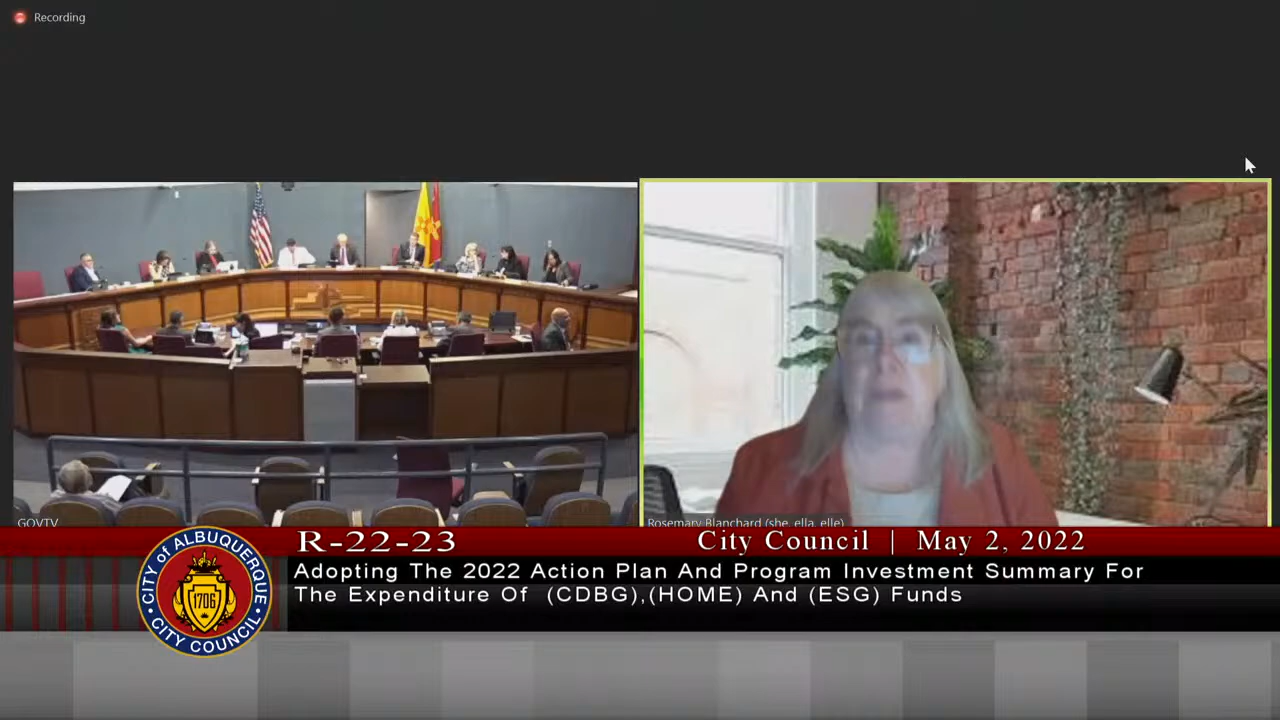 Recording
GOVTV
Rosemary Blanchard (she, ella, elle)
R-22-23
City Council | May 2, 2022
Adopting The 2022 Action Plan And Program Investment Summary For
The Expenditure Of (CDBG),(HOME) And (ESG) Funds
CITY of ALBUQUERQUE
1706
CITY COUNCIL